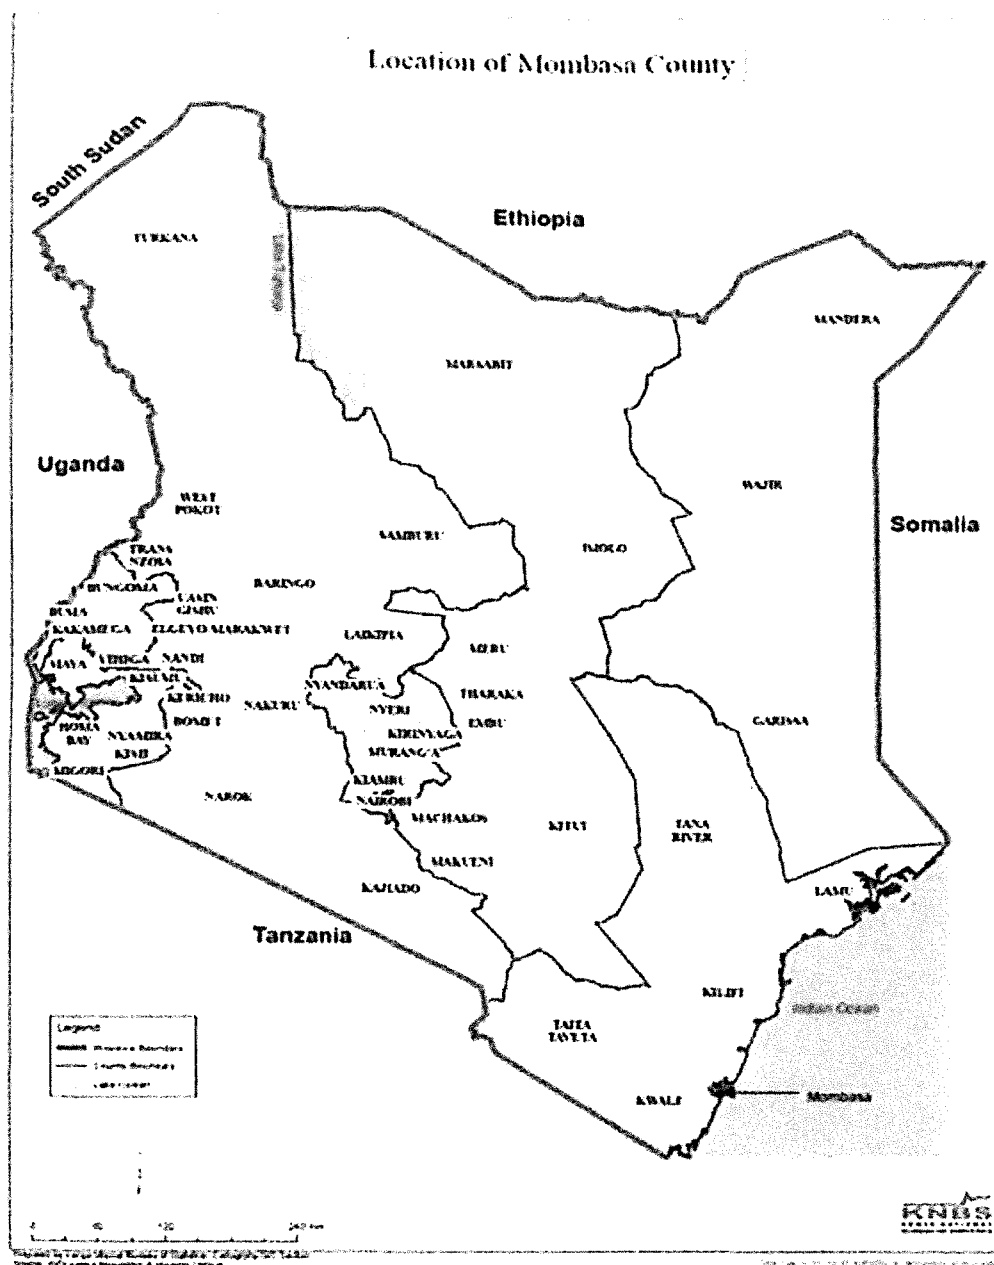 Location of Mombasa County
South Sudan
Ethiopia
TURKANA
MANDERA
MARSABIT
Uganda
WAJIR
WEST
POKOT
Somalia
SAMBURU
ISIOLO
TRANS
NZOIA
BUNGOMA
BARINGO
UASIN
GISHU
BUSIA
KAKAMEGA
ELGEYO MARAKWET
LAIKIPIA
MERU
SIAYA
VIHIGA
NANDI
KISUMU
NYANDARUA
THARAKA
KERICHO
NAKURU
NYERI
EMBU
GARISSA
HOMA
BAY
BOMET
NYAMIRA
KIRINYAGA
KISII
MURANG'A
MIGORI
KIAMBU
NAROK
NAIROBI
MACHAKOS
KITUI
TANA
RIVER
MAKUENI
KAJIADO
LAMU
Tanzania
KILIFI
Indian Ocean
TAITA
TAVETA
Legend
KWALE
Mombasa
KNBS